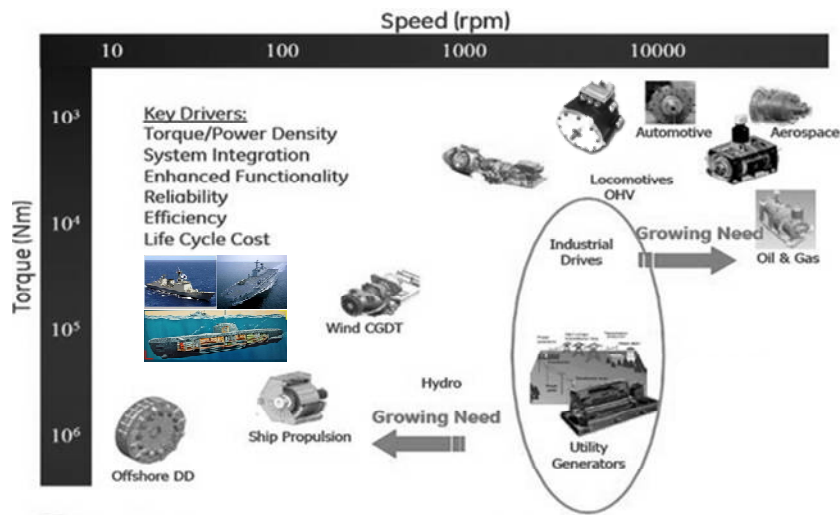 Speed (rpm)
10 100 1000 10000
Torque (Nm)
10³
10⁴
10⁵
10⁶
Key Drivers:
Torque/Power Density
System Integration
Enhanced Functionality
Reliability
Efficiency
Life Cycle Cost
Automotive
Aerospace
Locomotives
OHV
Growing Need
Industrial
Drives
Oil & Gas
Wind CGDT
Hydro
Growing Need
Ship Propulsion
Offshore DD
Utility
Generators